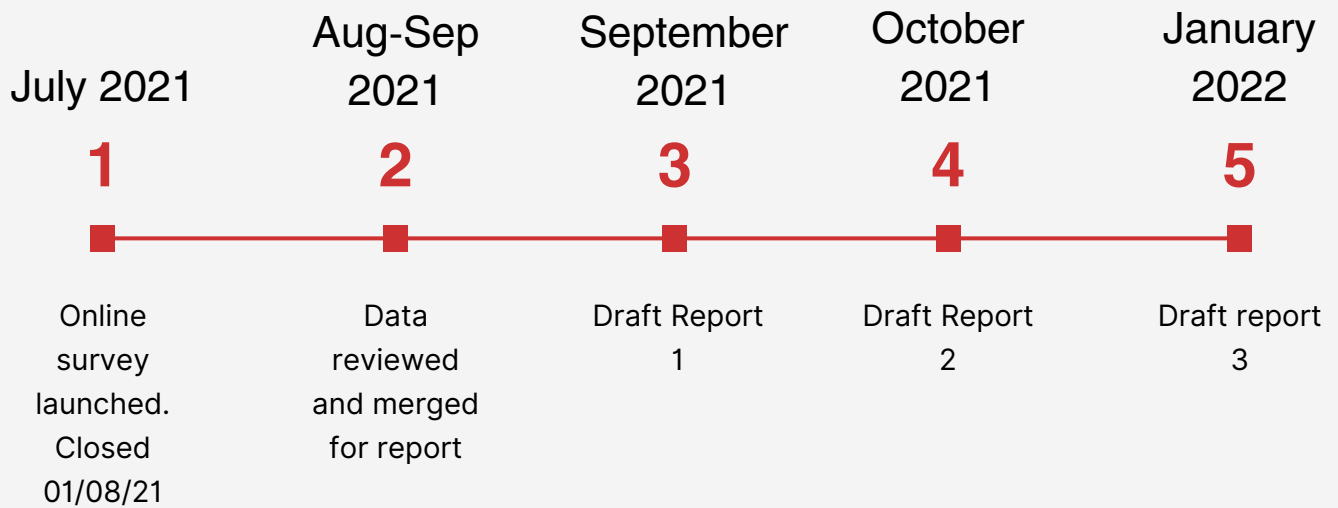 July 2021
Aug-Sep
2021
September
2021
October
2021
January
2022
1
2
3
4
5
Online
survey
launched.
Closed
01/08/21
Data
reviewed
and merged
for report
Draft Report
1
Draft Report
2
Draft report
3